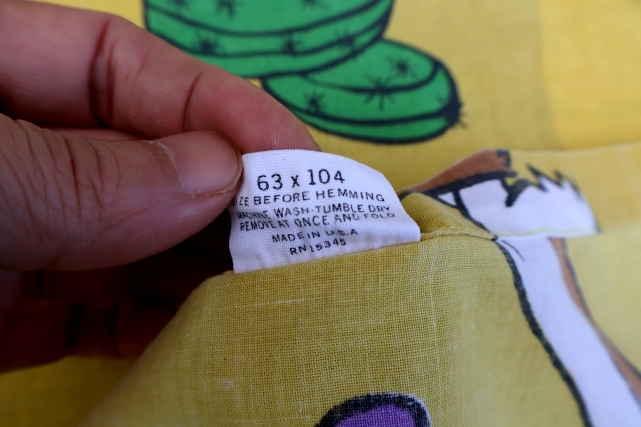 63 x 104
SIZE BEFORE HEMMING
MACHINE WASH-TUMBLE DRY
REMOVE AT ONCE AND FOLD
MADE IN U.S.A
RN15345